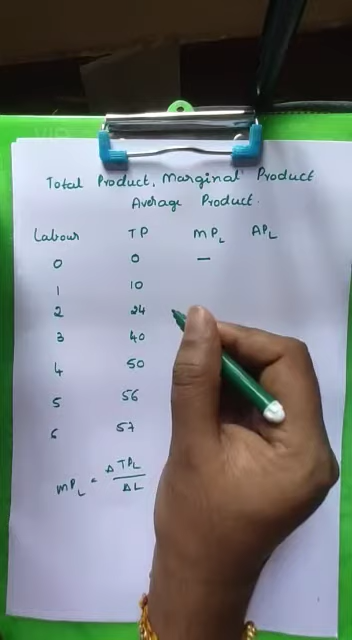 Total Product, Marginal Product
Average Product.
Labour TP MPL APL
0 0 —
1 10
2 24
3 40
4 50
5 56
6 57
MPL = Δ TPL / ΔL